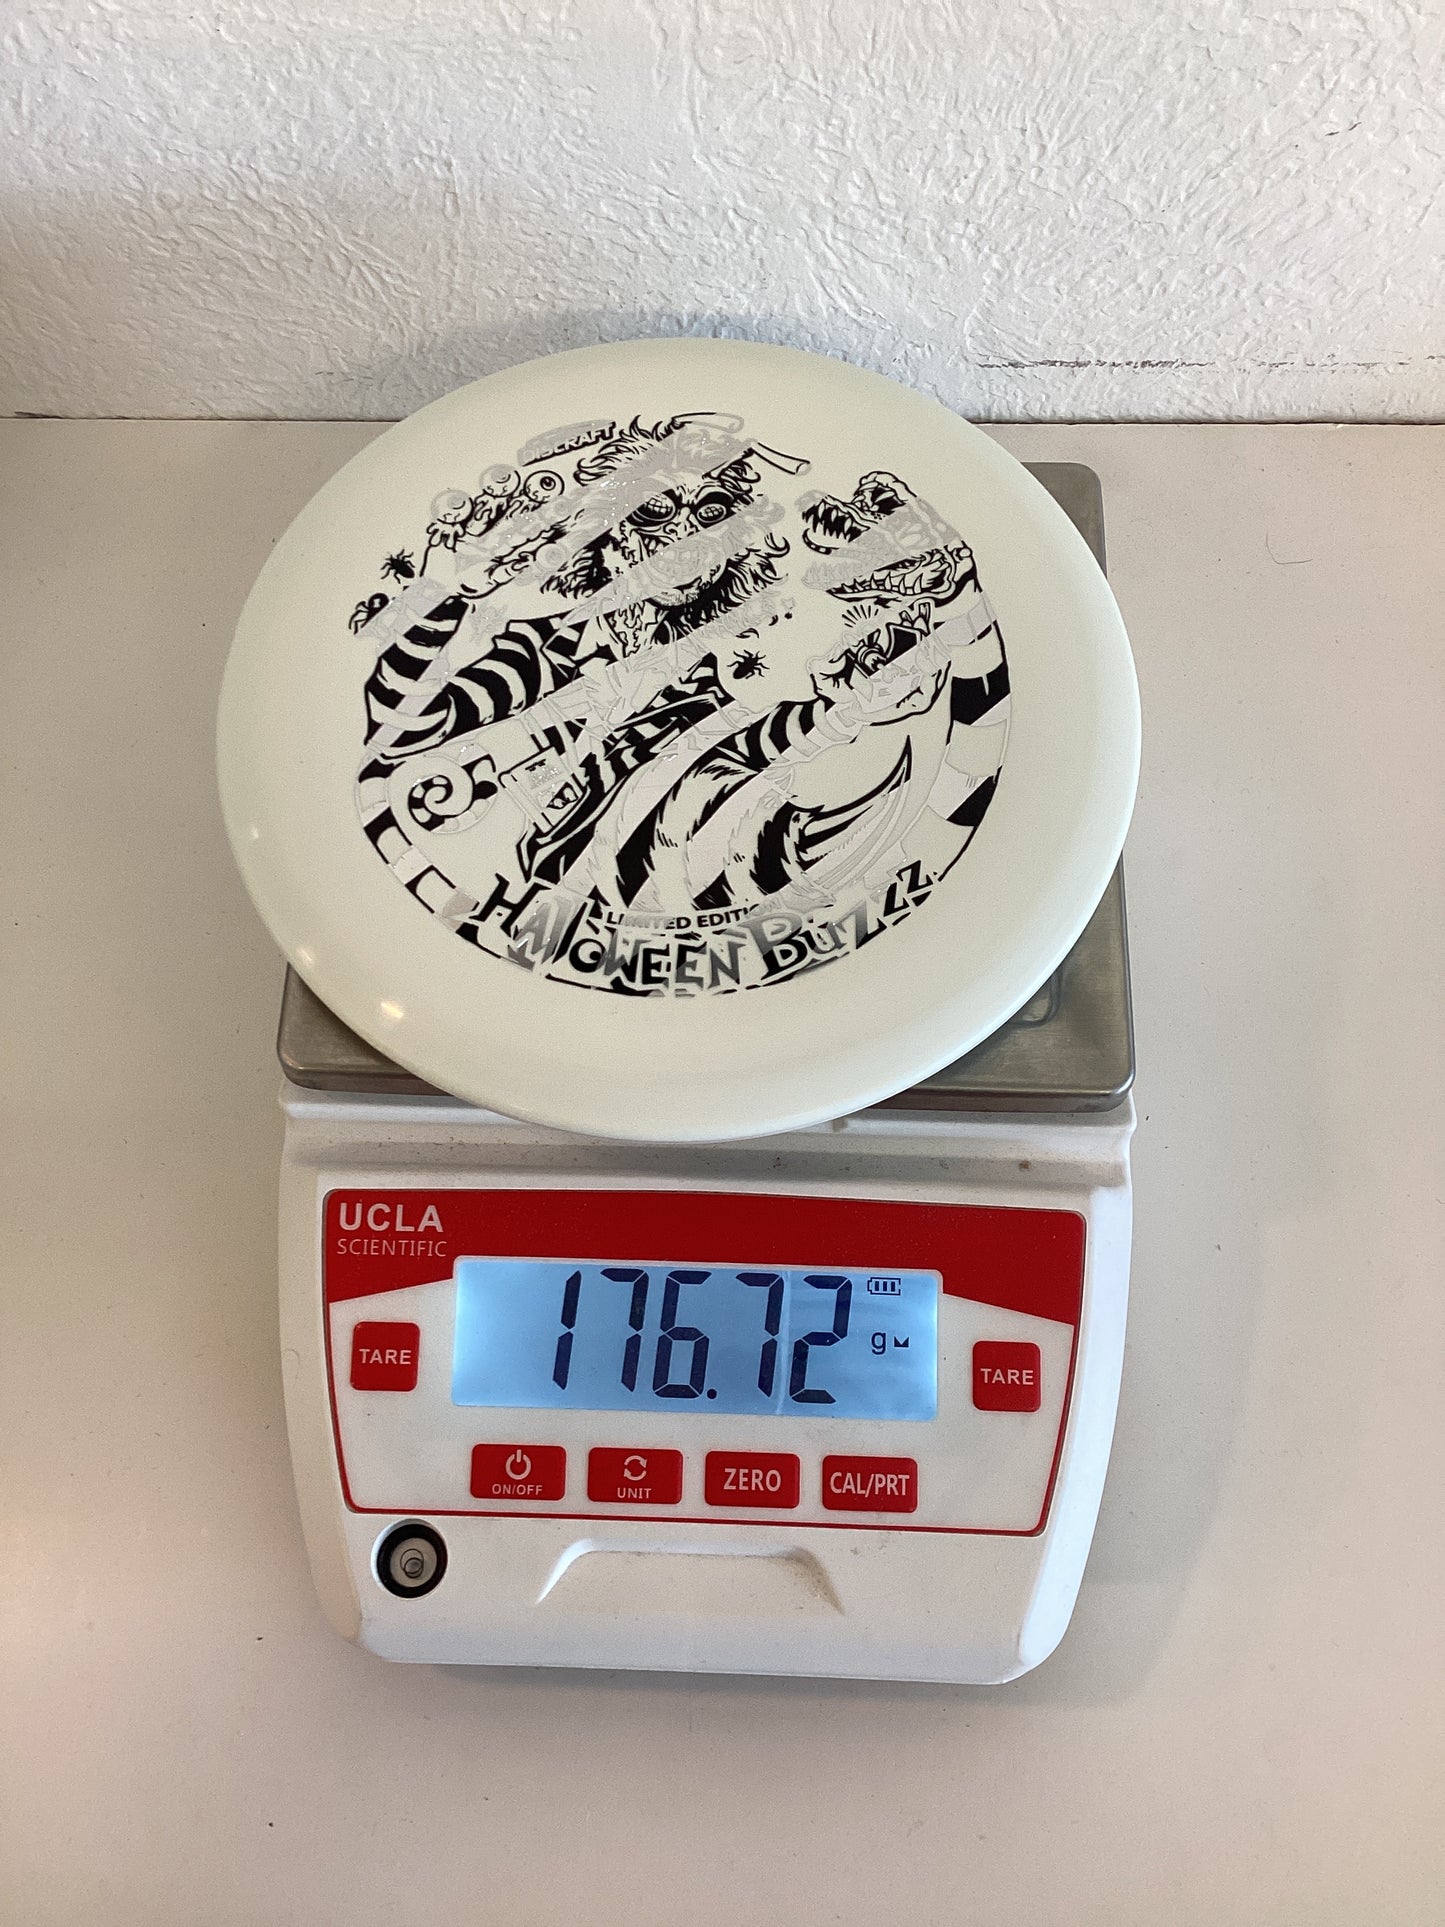 DISCRAFT
LIMITED EDITION
HALLOWEEN BUZZZ
UCLA
SCIENTIFIC
176.72
g
TARE
TARE
ON/OFF
UNIT
ZERO
CAL/PRT